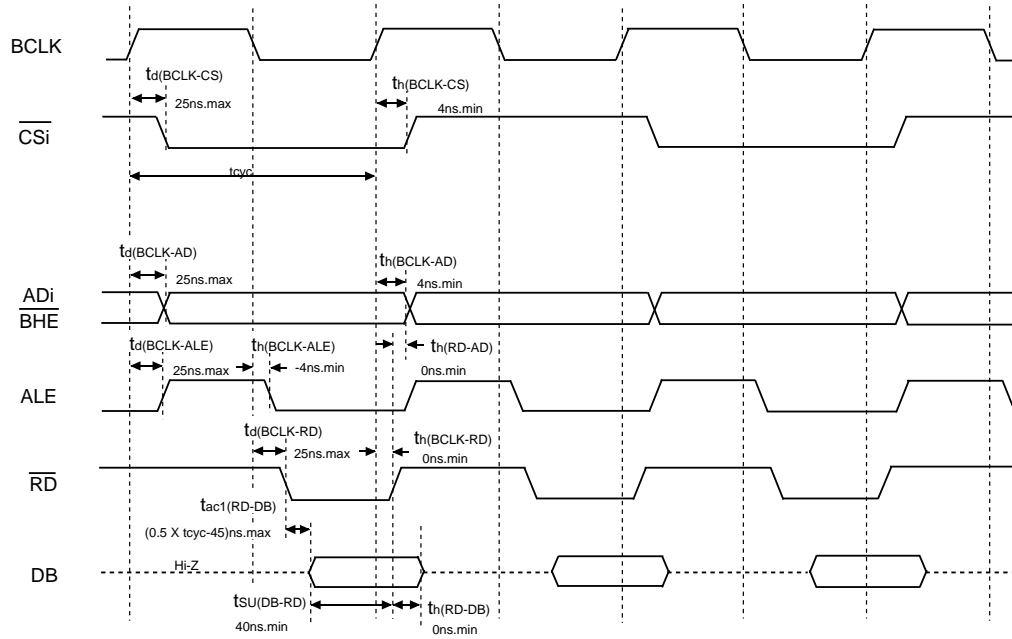 BCLK
td(BCLK-CS)
25ns.max
th(BCLK-CS)
4ns.min
CSi
tcyc
td(BCLK-AD)
25ns.max
th(BCLK-AD)
4ns.min
ADi
BHE
td(BCLK-ALE)
25ns.max
th(BCLK-ALE)
-4ns.min
th(RD-AD)
0ns.min
ALE
td(BCLK-RD)
25ns.max
th(BCLK-RD)
0ns.min
RD
tac1(RD-DB)
(0.5 X tcyc-45)ns.max
Hi-Z
DB
tSU(DB-RD)
40ns.min
th(RD-DB)
0ns.min